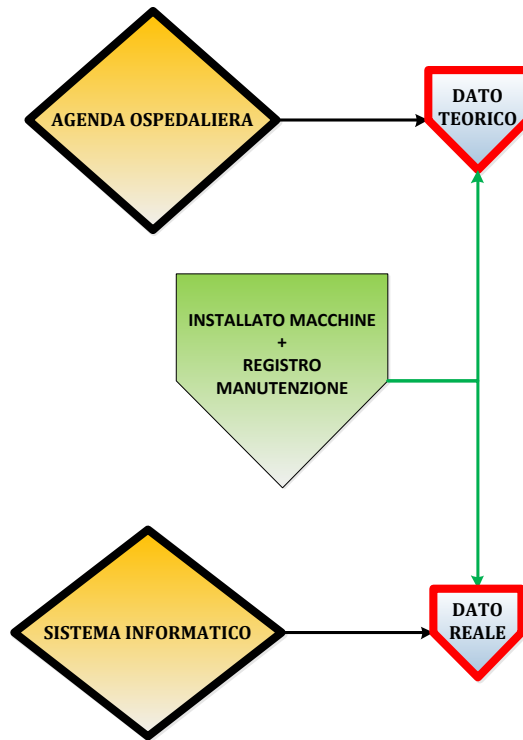 AGENDA OSPEDALIERA
DATO
TEORICO
INSTALLATO MACCHINE
+
REGISTRO
MANUTENZIONE
SISTEMA INFORMATICO
DATO
REALE